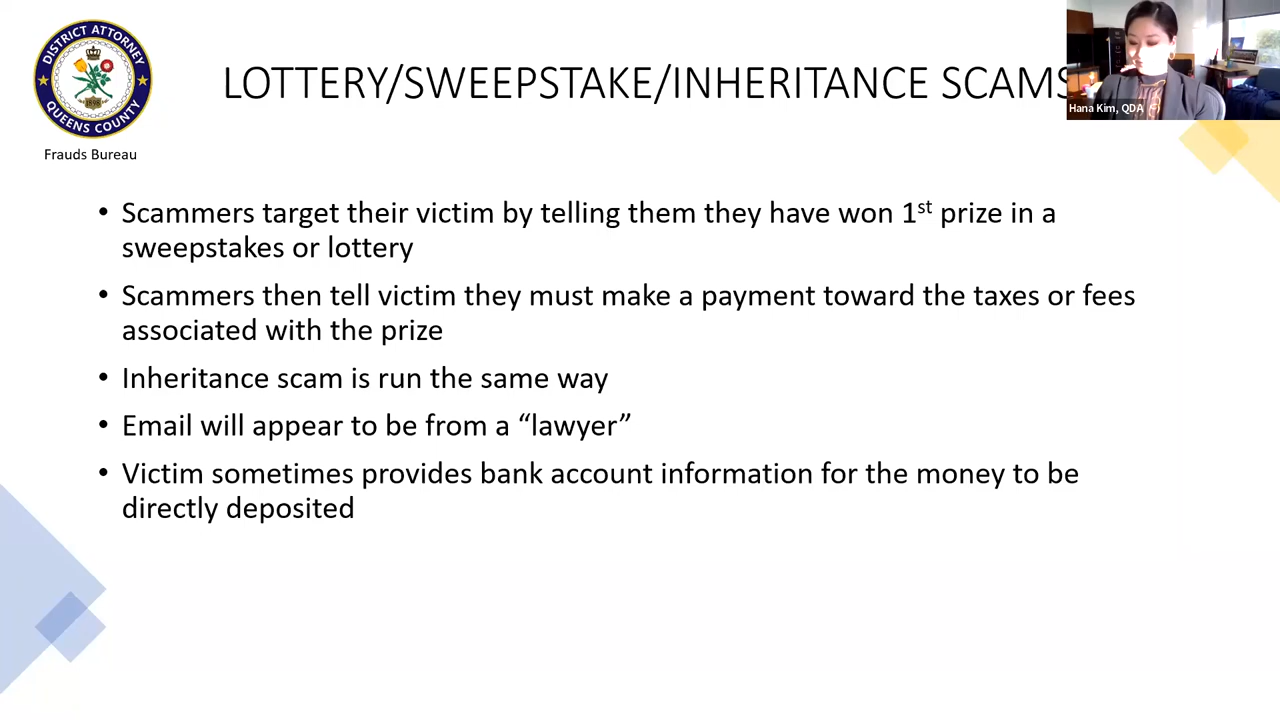 DISTRICT ATTORNEY
QUEENS COUNTY
1898
Frauds Bureau
LOTTERY/SWEEPSTAKE/INHERITANCE SCAMS
Hana Kim, QDA
• Scammers target their victim by telling them they have won 1st prize in a
sweepstakes or lottery
• Scammers then tell victim they must make a payment toward the taxes or fees
associated with the prize
• Inheritance scam is run the same way
• Email will appear to be from a “lawyer”
• Victim sometimes provides bank account information for the money to be
directly deposited